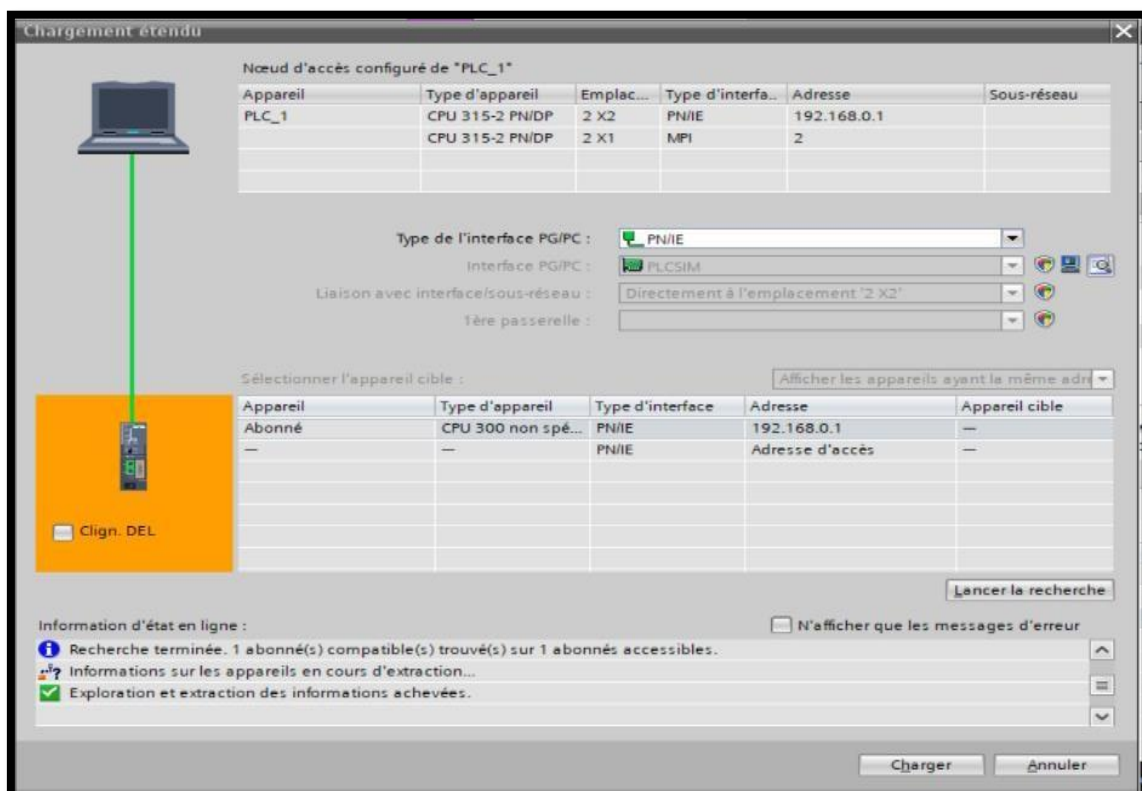 Chargement étendu
Nœud d'accès configuré de "PLC_1"
Appareil Type d'appareil Emplac... Type d'interfa.. Adresse Sous-réseau
PLC_1 CPU 315-2 PN/DP 2 X2 PN/IE 192.168.0.1
CPU 315-2 PN/DP 2 X1 MPI 2
Type de l'interface PG/PC : PN/IE
Interface PG/PC : PLCSIM
Liaison avec interface/sous-réseau : Directement à l'emplacement '2 X2'
1ère passerelle :
Sélectionner l'appareil cible : Afficher les appareils ayant la même adr
Appareil Type d'appareil Type d'interface Adresse Appareil cible
Abonné CPU 300 non spé... PN/IE 192.168.0.1 —
— — PN/IE Adresse d'accès —
Clign. DEL
Lancer la recherche
Information d'état en ligne : N'afficher que les messages d'erreur
Recherche terminée. 1 abonné(s) compatible(s) trouvé(s) sur 1 abonnés accessibles.
Informations sur les appareils en cours d'extraction...
Exploration et extraction des informations achevées.
Charger Annuler